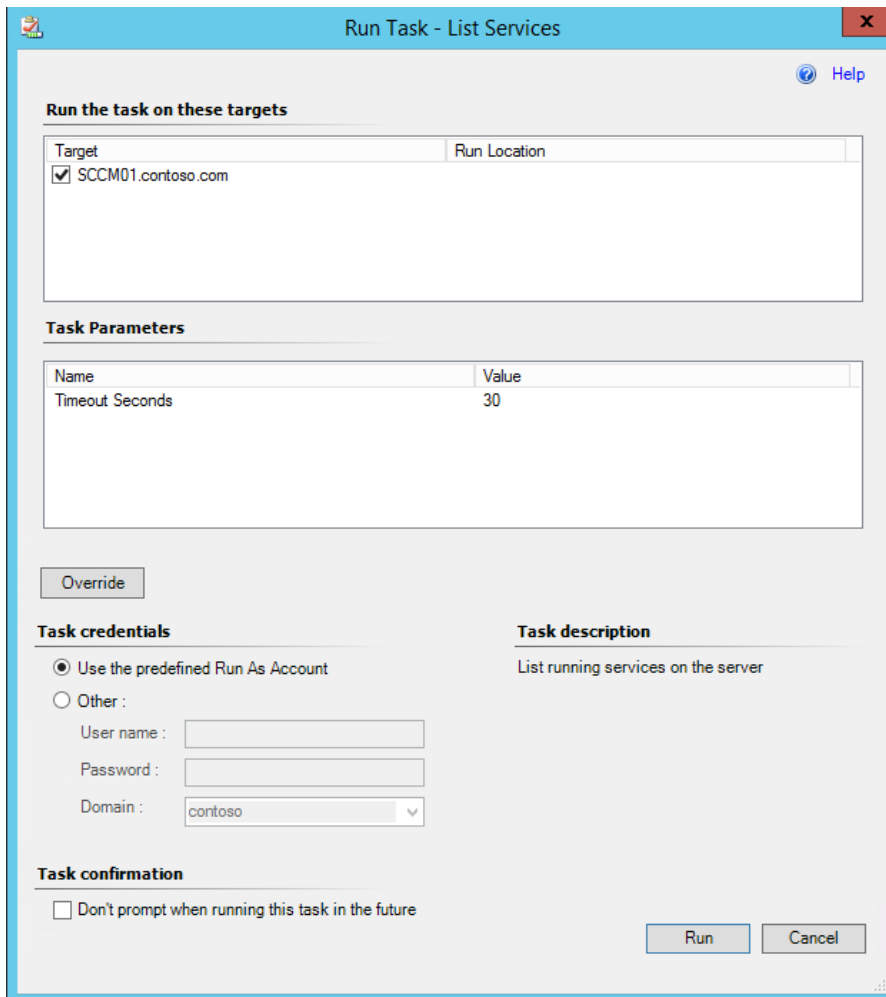 Run Task - List Services
x
Help
Run the task on these targets
Target Run Location
SCCM01.contoso.com
Task Parameters
Name Value
Timeout Seconds 30
Override
Task credentials Task description
Use the predefined Run As Account List running services on the server
Other :
User name :
Password :
Domain : contoso
Task confirmation
Don't prompt when running this task in the future
Run Cancel